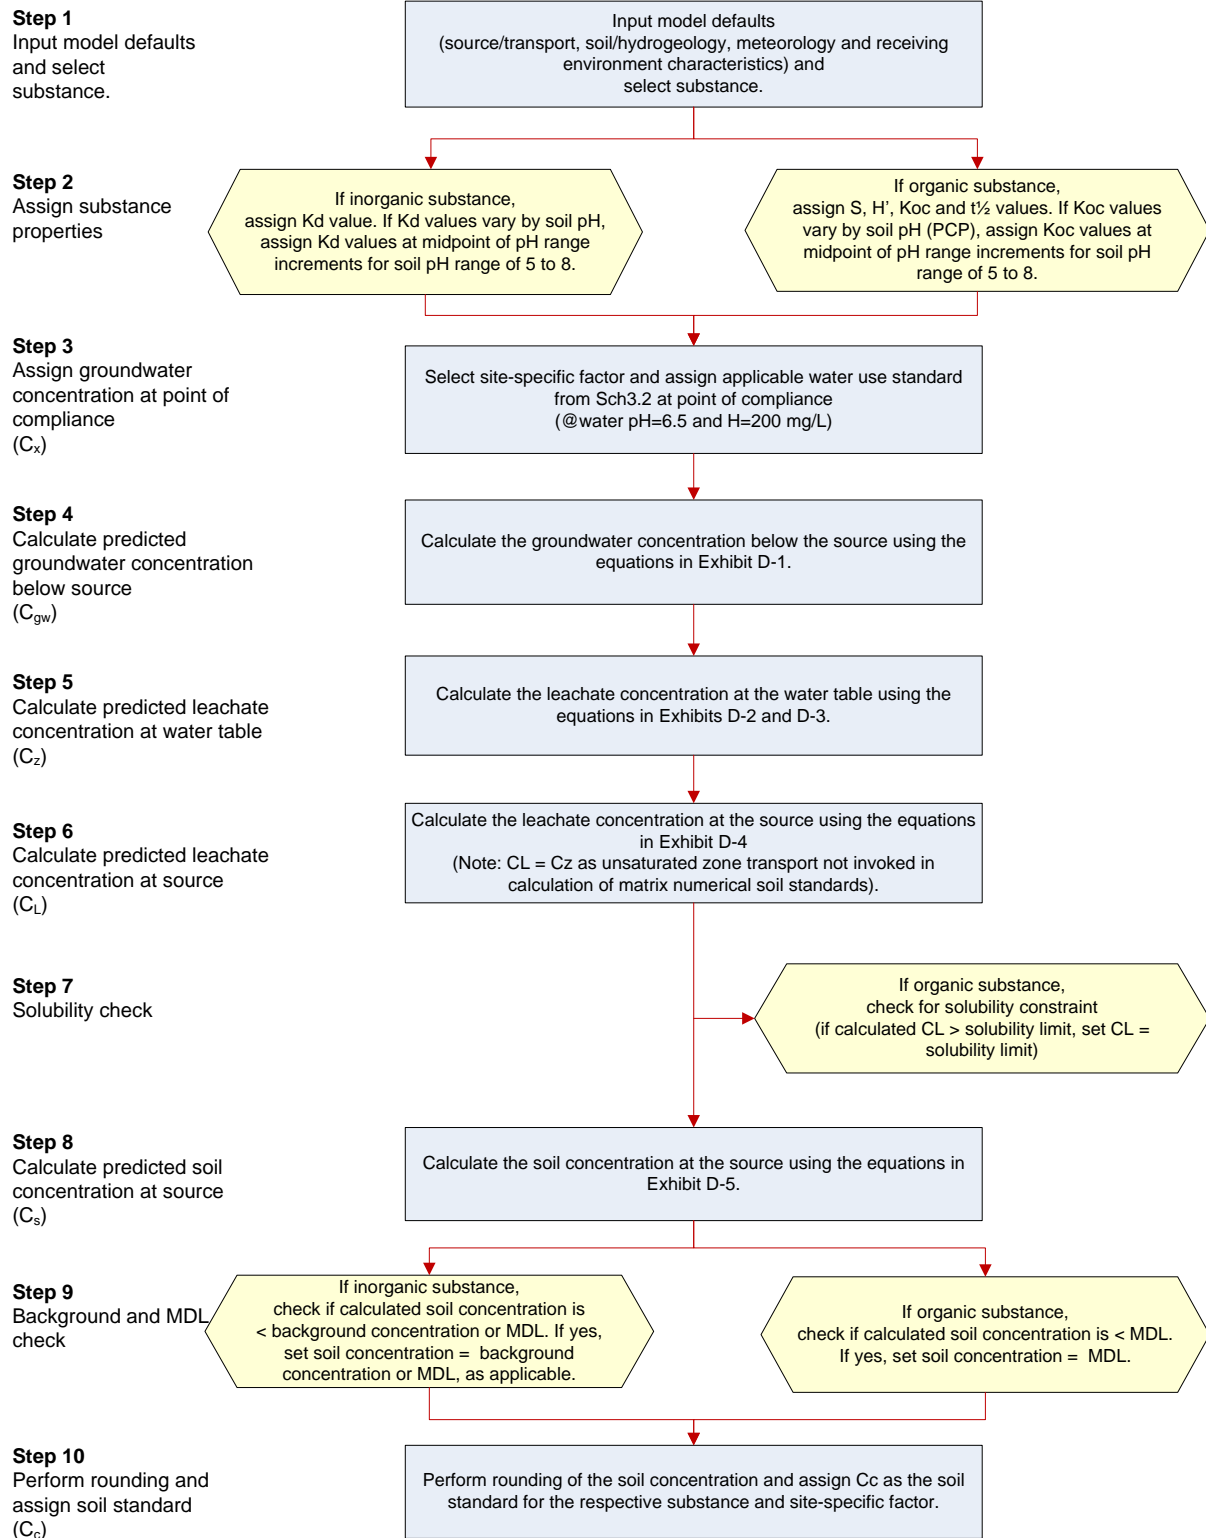 Step 1
Input model defaults
and select
substance.
Input model defaults
(source/transport, soil/hydrogeology, meteorology and receiving
environment characteristics) and
select substance.
Step 2
Assign substance
properties
If inorganic substance,
assign Kd value. If Kd values vary by soil pH,
assign Kd values at midpoint of pH range
increments for soil pH range of 5 to 8.
If organic substance,
assign S, H', Koc and t½ values. If Koc values
vary by soil pH (PCP), assign Koc values at
midpoint of pH range increments for soil pH
range of 5 to 8.
Step 3
Assign groundwater
concentration at point of
compliance
(Cx)
Select site-specific factor and assign applicable water use standard
from Sch3.2 at point of compliance
(@water pH=6.5 and H=200 mg/L)
Step 4
Calculate predicted
groundwater concentration
below source
(Cgw)
Calculate the groundwater concentration below the source using the
equations in Exhibit D-1.
Step 5
Calculate predicted leachate
concentration at water table
(Cz)
Calculate the leachate concentration at the water table using the
equations in Exhibits D-2 and D-3.
Step 6
Calculate predicted leachate
concentration at source
(CL)
Calculate the leachate concentration at the source using the equations
in Exhibit D-4
(Note: CL = Cz as unsaturated zone transport not invoked in
calculation of matrix numerical soil standards).
Step 7
Solubility check
If organic substance,
check for solubility constraint
(if calculated CL > solubility limit, set CL =
solubility limit)
Step 8
Calculate predicted soil
concentration at source
(Cs)
Calculate the soil concentration at the source using the equations in
Exhibit D-5.
Step 9
Background and MDL
check
If inorganic substance,
check if calculated soil concentration is
< background concentration or MDL. If yes,
set soil concentration = background
concentration or MDL, as applicable.
If organic substance,
check if calculated soil concentration is < MDL.
If yes, set soil concentration = MDL.
Step 10
Perform rounding and
assign soil standard
(Cc)
Perform rounding of the soil concentration and assign Cc as the soil
standard for the respective substance and site-specific factor.